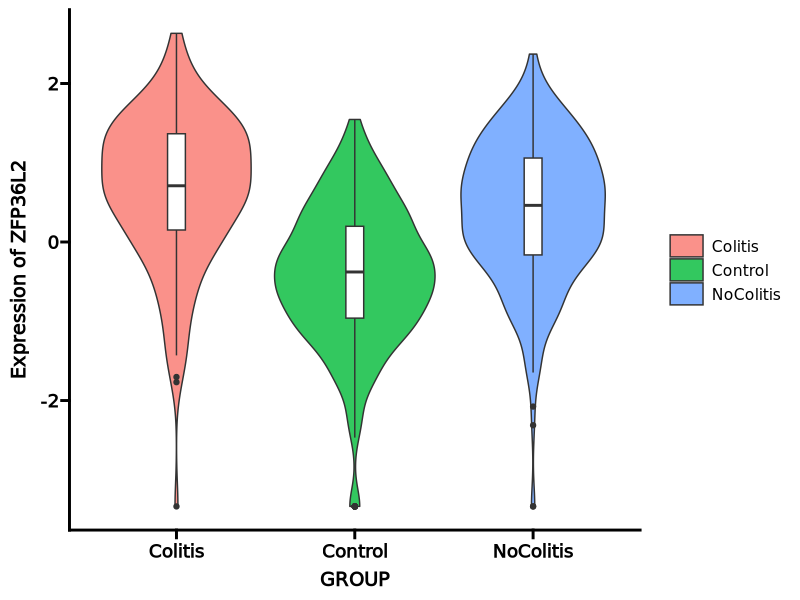 Expression of ZFP36L2
2
0
-2
Colitis
Control
NoColitis
GROUP
Colitis
Control
NoColitis